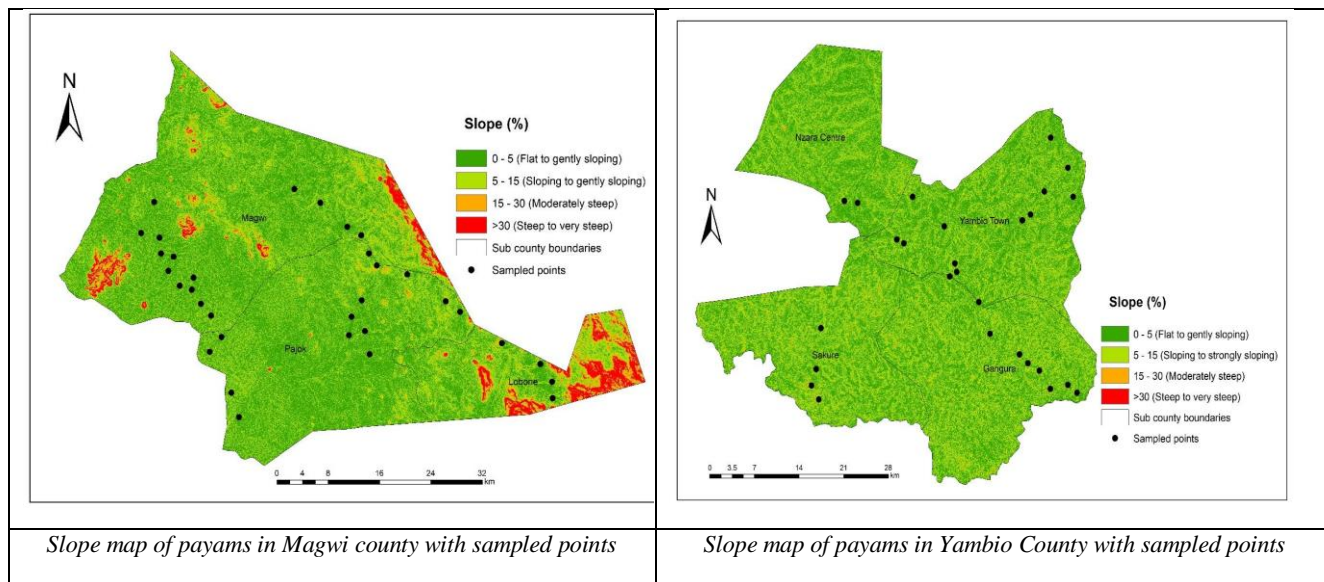 N
Slope (%)
0 - 5 (Flat to gently sloping)
5 - 15 (Sloping to gently sloping)
15 - 30 (Moderately steep)
>30 (Steep to very steep)
Sub county boundaries
Sampled points
Magwi
Pajok
Lobone
0 4 8 16 24 32
km
Slope map of payams in Magwi county with sampled points
Nzara Centre
N
Yambio Town
Sakure
Gangura
Slope (%)
0 - 5 (Flat to gently sloping)
5 - 15 (Sloping to strongly sloping)
15 - 30 (Moderately steep)
>30 (Steep to very steep)
Sub county boundaries
Sampled points
0 3.5 7 14 21 28
km
Slope map of payams in Yambio County with sampled points